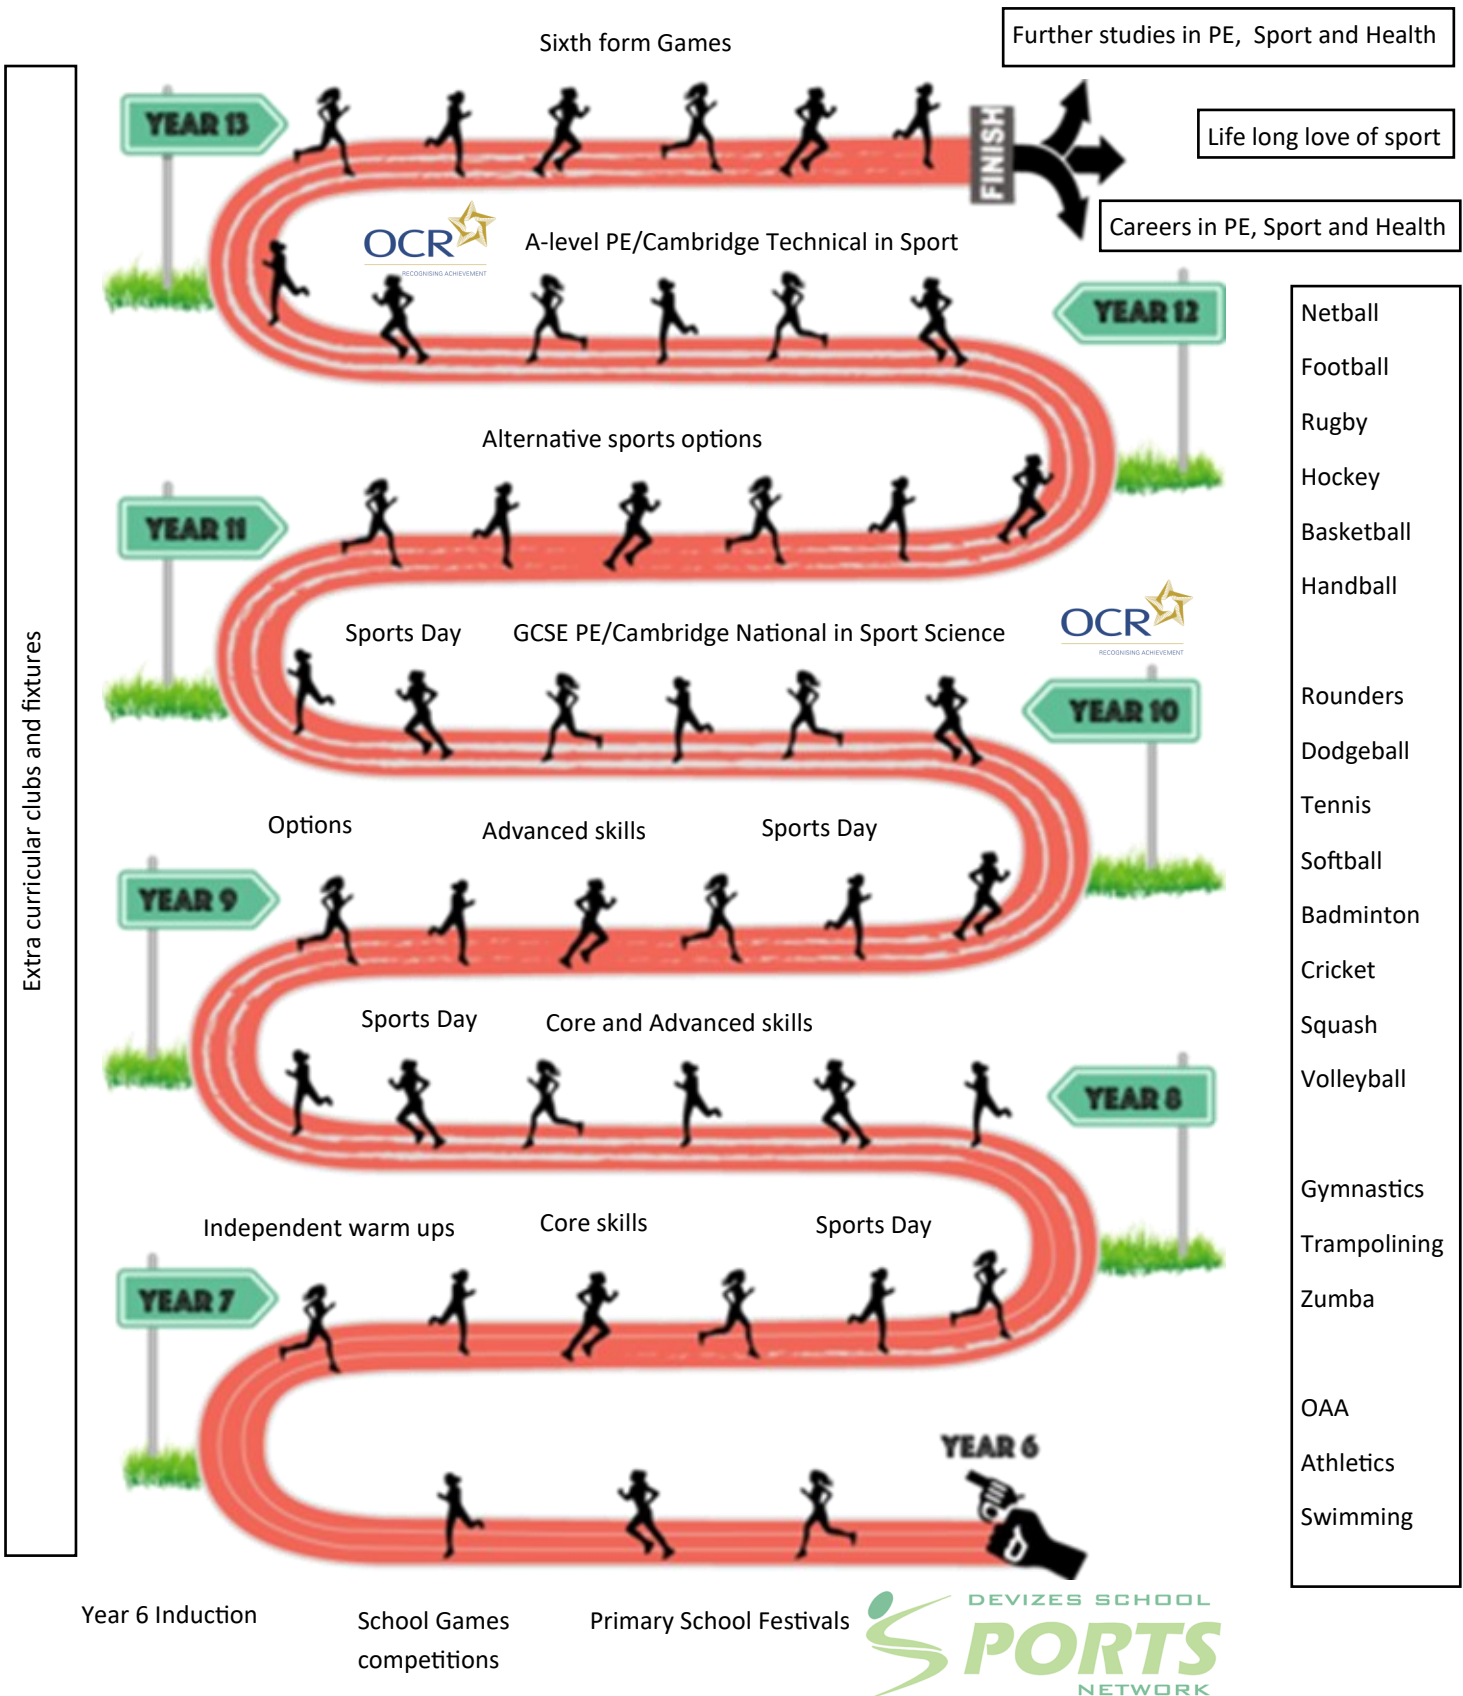 Sixth form Games
Further studies in PE, Sport and Health
YEAR 13
FINISH
Life long love of sport
Careers in PE, Sport and Health
OCR
RECOGNISING ACHIEVEMENT
A-level PE/Cambridge Technical in Sport
YEAR 12
Alternative sports options
YEAR 11
Sports Day
GCSE PE/Cambridge National in Sport Science
OCR
RECOGNISING ACHIEVEMENT
YEAR 10
Options
Advanced skills
Sports Day
YEAR 9
Sports Day
Core and Advanced skills
YEAR 8
Independent warm ups
Core skills
Sports Day
YEAR 7
YEAR 6
Extra curricular clubs and fixtures
Netball
Football
Rugby
Hockey
Basketball
Handball
Rounders
Dodgeball
Tennis
Softball
Badminton
Cricket
Squash
Volleyball
Gymnastics
Trampolining
Zumba
OAA
Athletics
Swimming
Year 6 Induction
School Games
competitions
Primary School Festivals
DEVIZES SCHOOL
SPORTS
NETWORK